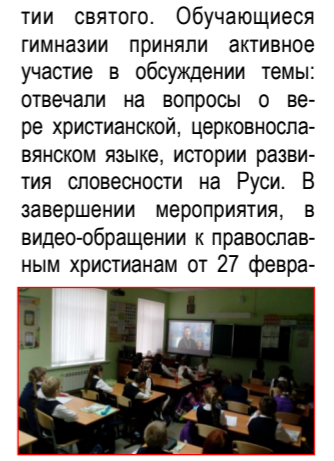 тии святого. Обучающиеся
гимназии приняли активное
участие в обсуждении темы:
отвечали на вопросы о ве-
ре христианской, церковносла-
вянском языке, истории разви-
тия словесности на Руси. В
завершении мероприятия, в
видео-обращении к православ-
ным христианам от 27 февра-